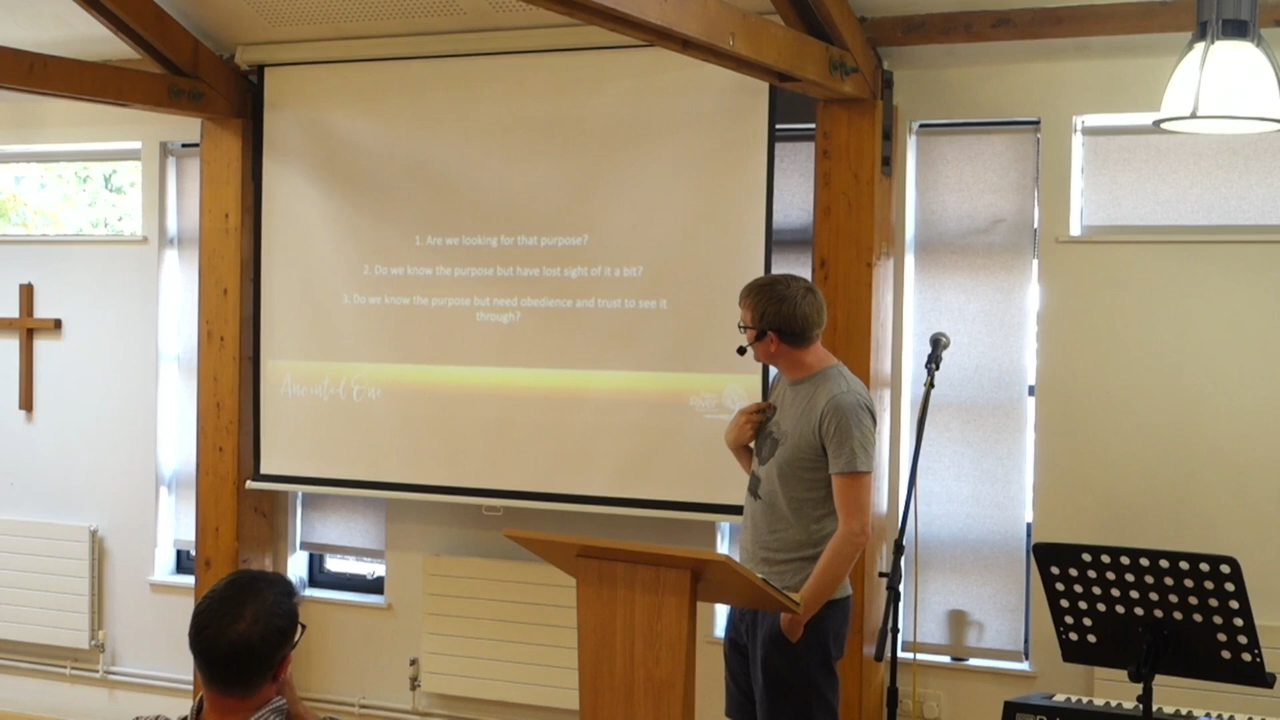 1. Are we looking for that purpose?
2. Do we know the purpose but have lost sight of it a bit?
3. Do we know the purpose but need obedience and trust to see it
through?
Anointed One
River